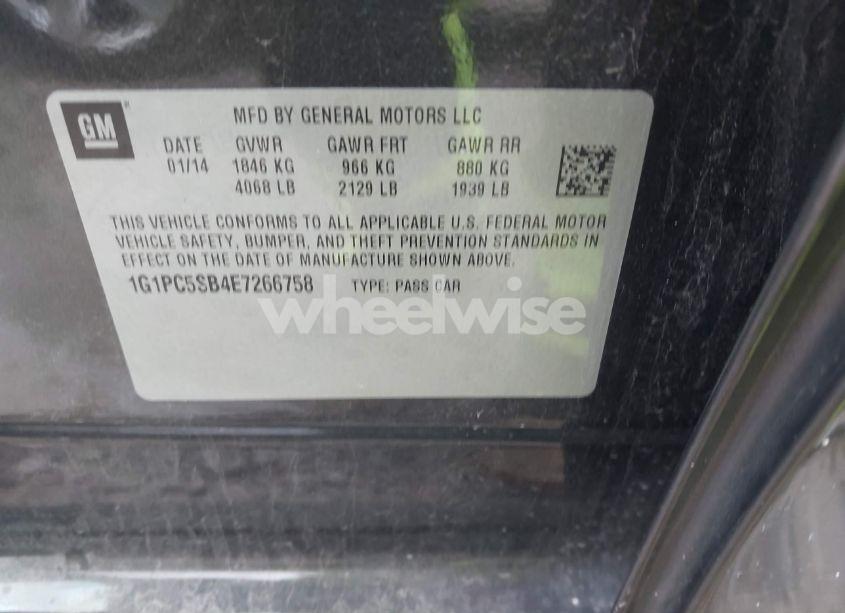 GM
MFD BY GENERAL MOTORS LLC
DATE GVWR GAWR FRT GAWR RR
01/14 1846 KG 966 KG 880 KG
4068 LB 2129 LB 1939 LB
THIS VEHICLE CONFORMS TO ALL APPLICABLE U.S. FEDERAL MOTOR
VEHICLE SAFETY, BUMPER, AND THEFT PREVENTION STANDARDS IN
EFFECT ON THE DATE OF MANUFACTURE SHOWN ABOVE.
1G1PC5SB4E7266758 TYPE: PASS CAR
wheelwise